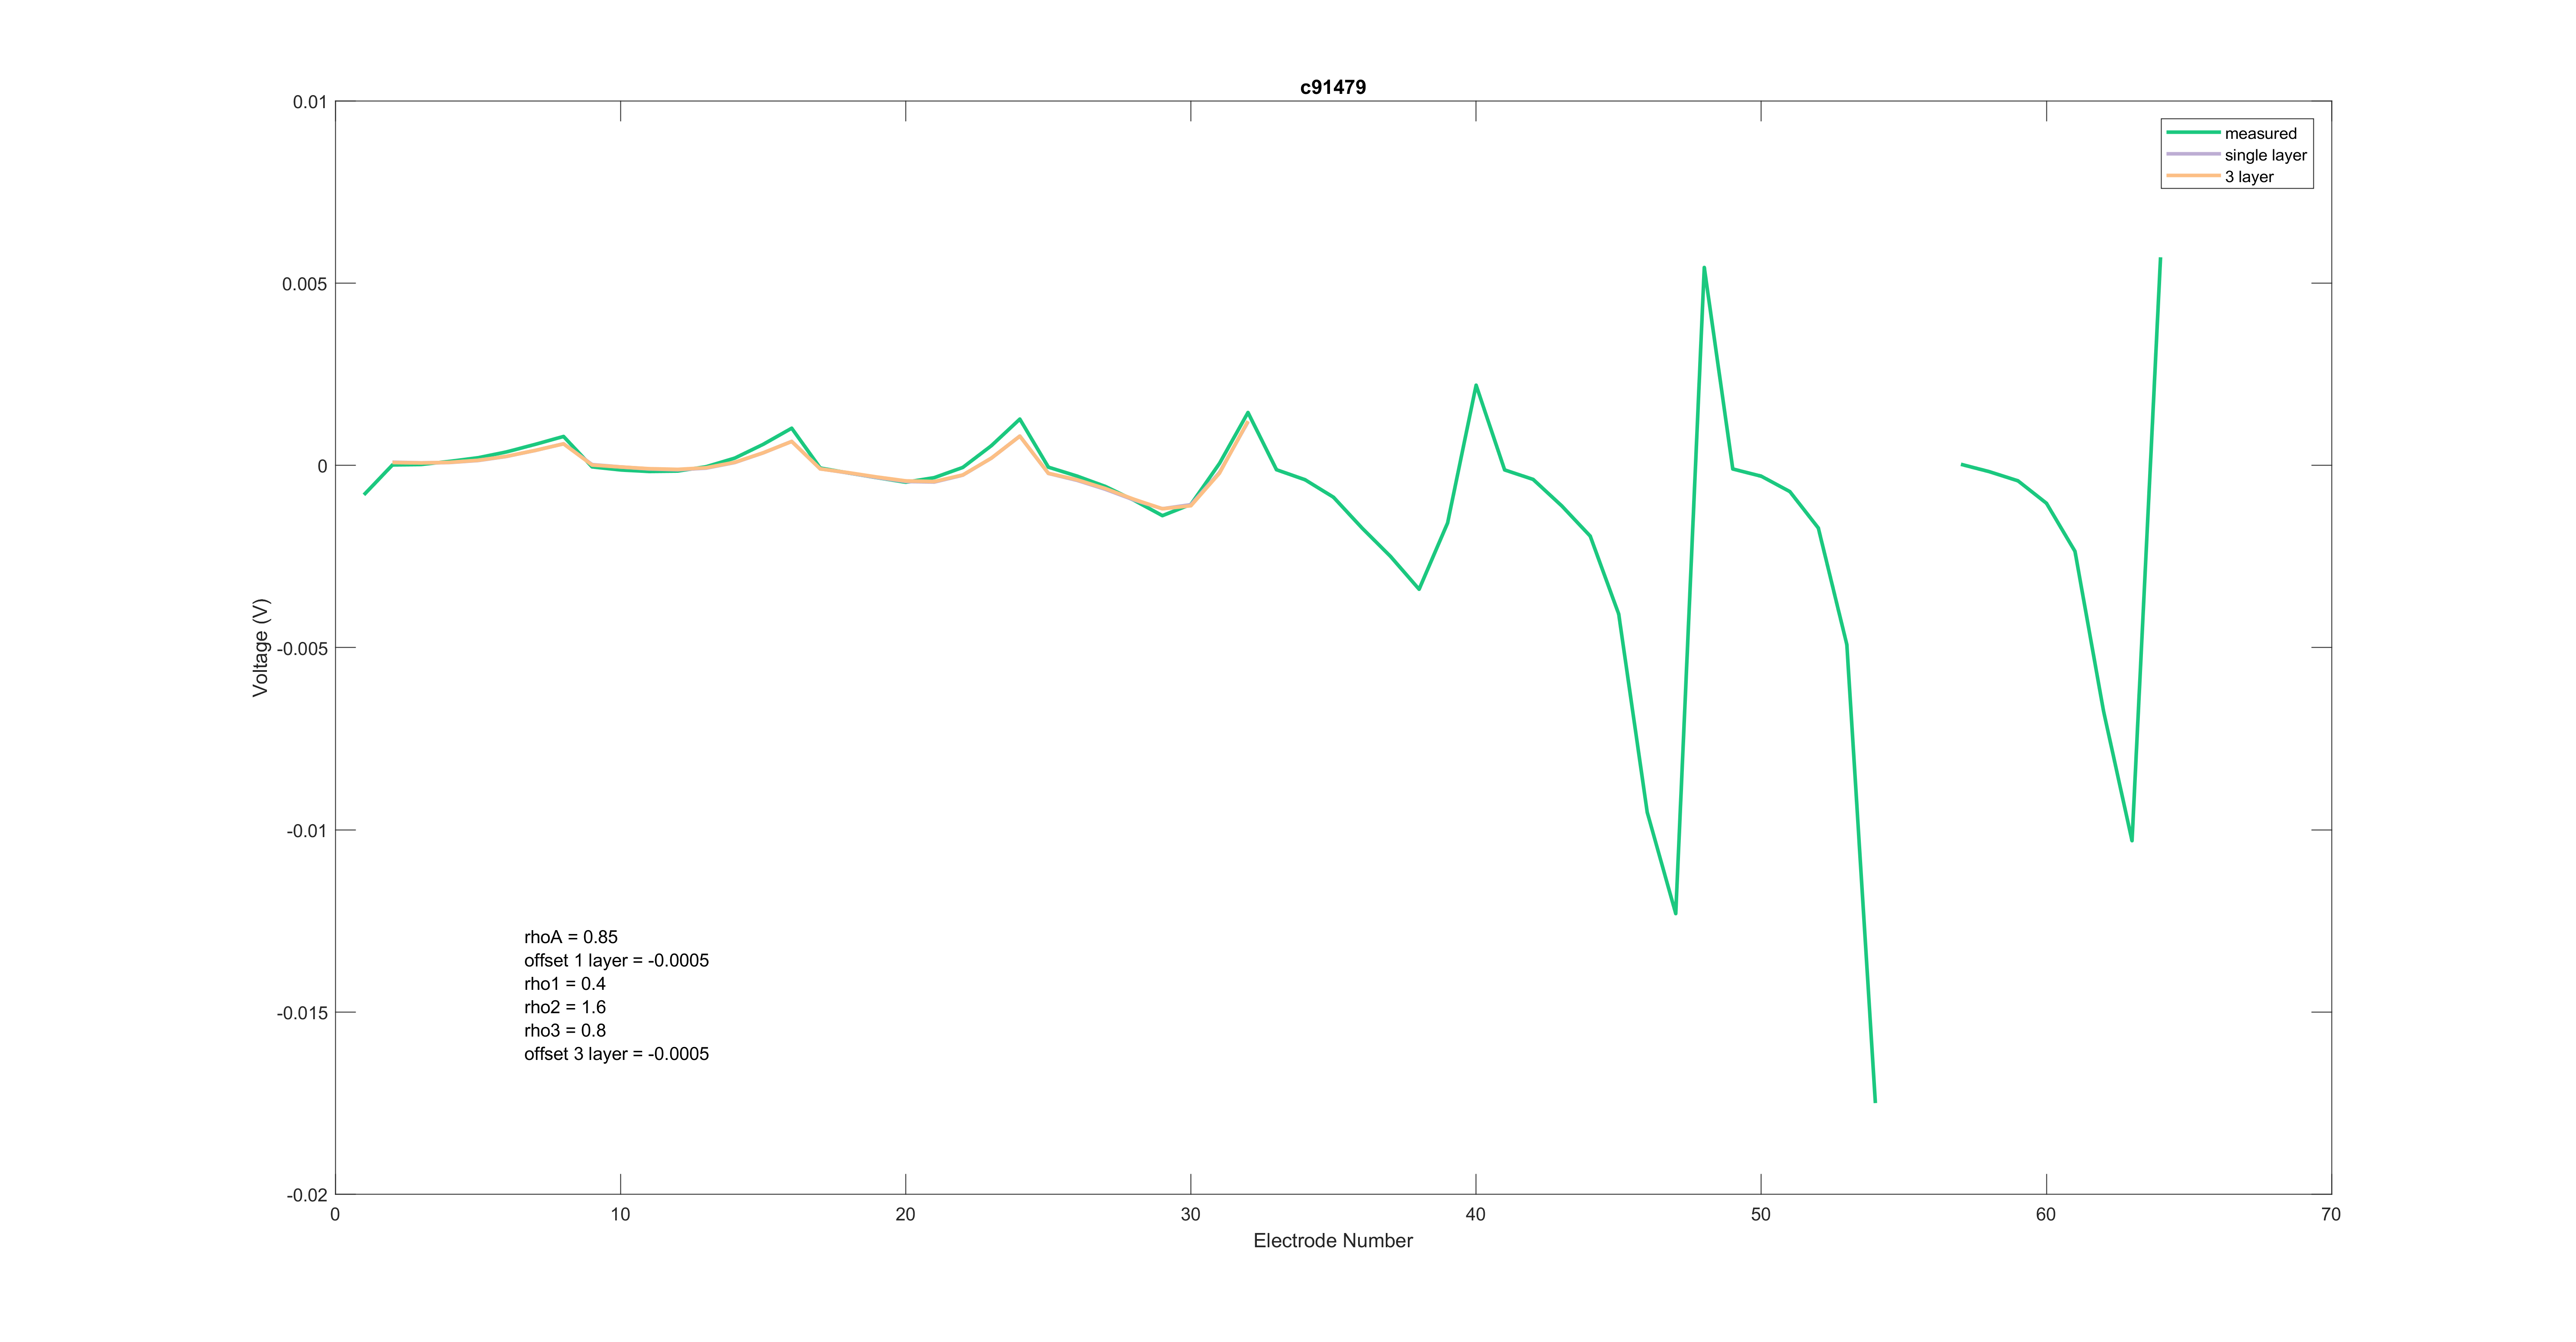 c91479
0.01
0.005
0
-0.005
-0.01
-0.015
-0.02
Voltage (V)
measured
single layer
3 layer
rhoA = 0.85
offset 1 layer = -0.0005
rho1 = 0.4
rho2 = 1.6
rho3 = 0.8
offset 3 layer = -0.0005
0 10 20 30 40 50 60 70
Electrode Number